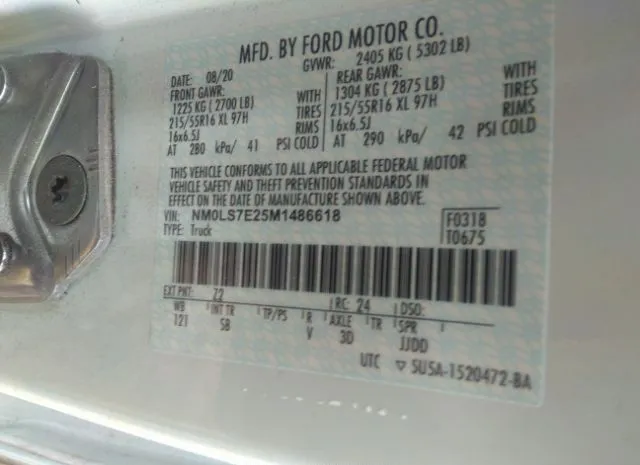 MFD. BY FORD MOTOR CO.
DATE: 08/20 GVWR: 2405 KG ( 5302 LB)
FRONT GAWR: REAR GAWR:
1225 KG ( 2700 LB) WITH 1304 KG ( 2875 LB) WITH
215/55R16 XL 97H TIRES 215/55R16 XL 97H TIRES
16x6.5J RIMS 16x6.5J RIMS
AT 280 kPa/ 41 PSI COLD AT 290 kPa/ 42 PSI COLD
THIS VEHICLE CONFORMS TO ALL APPLICABLE FEDERAL MOTOR
VEHICLE SAFETY AND THEFT PREVENTION STANDARDS IN
EFFECT ON THE DATE OF MANUFACTURE SHOWN ABOVE.
VIN: NM0LS7E25M1486618 F0318
TYPE: Truck T0675
EXT PNT: Z2 RC: 24 DSO:
WB INT TR TP/PS R AXLE TR SPR
121 SB V 3D JJDD
UTC ▽ SU5A-1520472-BA